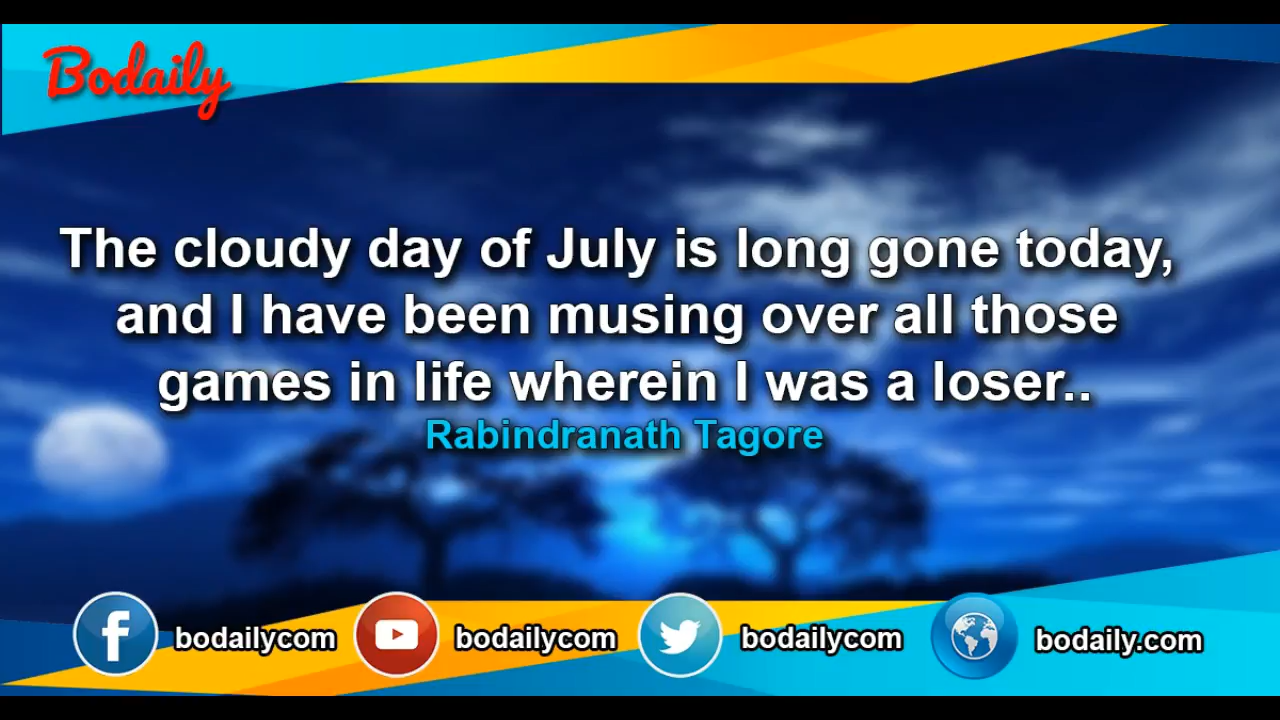 Bodaily
The cloudy day of July is long gone today,
and I have been musing over all those
games in life wherein I was a loser..
Rabindranath Tagore
bodailycom
bodailycom
bodailycom
bodaily.com